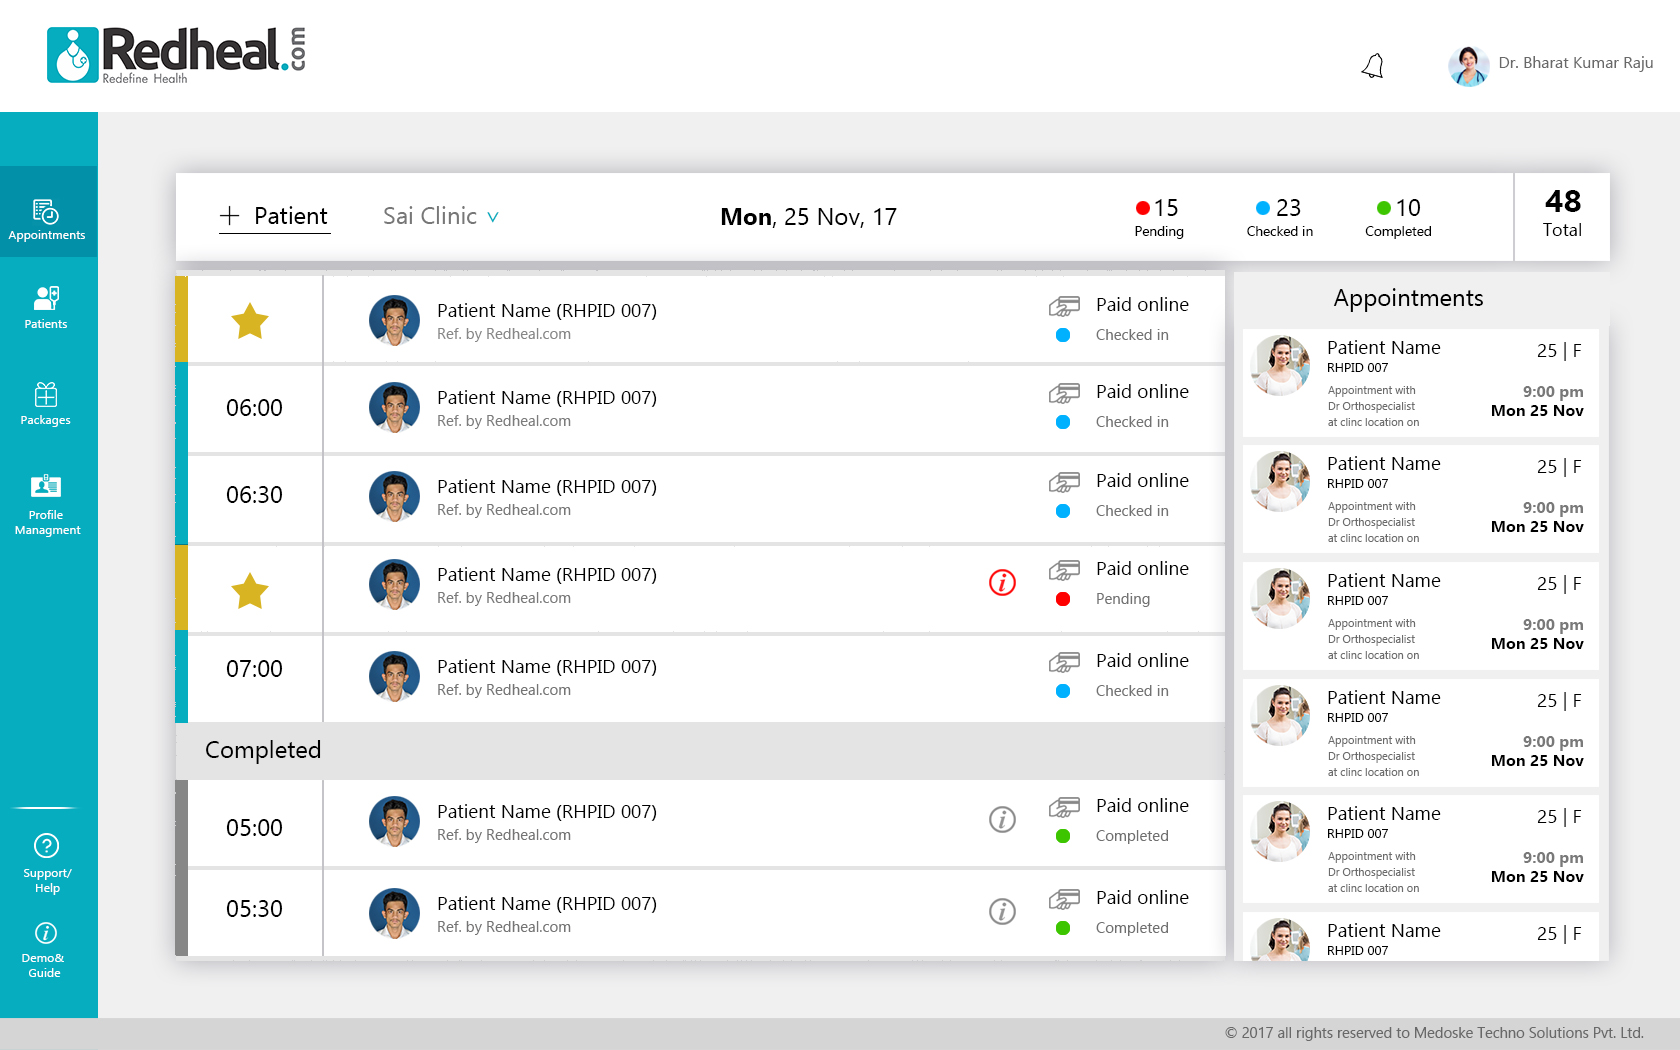 Redheal.com
Redefine Health
Dr. Bharat Kumar Raju
Appointments
Patients
Packages
Profile
Managment
Support/
Help
Demo&
Guide
+ Patient
Sai Clinic
Mon, 25 Nov, 17
15
Pending
23
Checked in
10
Completed
48
Total
Patient Name (RHPID 007)
Ref. by Redheal.com
Paid online
Checked in
06:00
Patient Name (RHPID 007)
Ref. by Redheal.com
Paid online
Checked in
06:30
Patient Name (RHPID 007)
Ref. by Redheal.com
Paid online
Checked in
Patient Name (RHPID 007)
Ref. by Redheal.com
Paid online
Pending
07:00
Patient Name (RHPID 007)
Ref. by Redheal.com
Paid online
Checked in
Completed
05:00
Patient Name (RHPID 007)
Ref. by Redheal.com
Paid online
Completed
05:30
Patient Name (RHPID 007)
Ref. by Redheal.com
Paid online
Completed
Appointments
Patient Name
RHPID 007
25 | F
Appointment with
Dr Orthospecialist
at clinc location on
9:00 pm
Mon 25 Nov
Patient Name
RHPID 007
25 | F
Appointment with
Dr Orthospecialist
at clinc location on
9:00 pm
Mon 25 Nov
Patient Name
RHPID 007
25 | F
Appointment with
Dr Orthospecialist
at clinc location on
9:00 pm
Mon 25 Nov
Patient Name
RHPID 007
25 | F
Appointment with
Dr Orthospecialist
at clinc location on
9:00 pm
Mon 25 Nov
Patient Name
RHPID 007
25 | F
Appointment with
Dr Orthospecialist
at clinc location on
9:00 pm
Mon 25 Nov
Patient Name
RHPID 007
25 | F
© 2017 all rights reserved to Medoske Techno Solutions Pvt. Ltd.